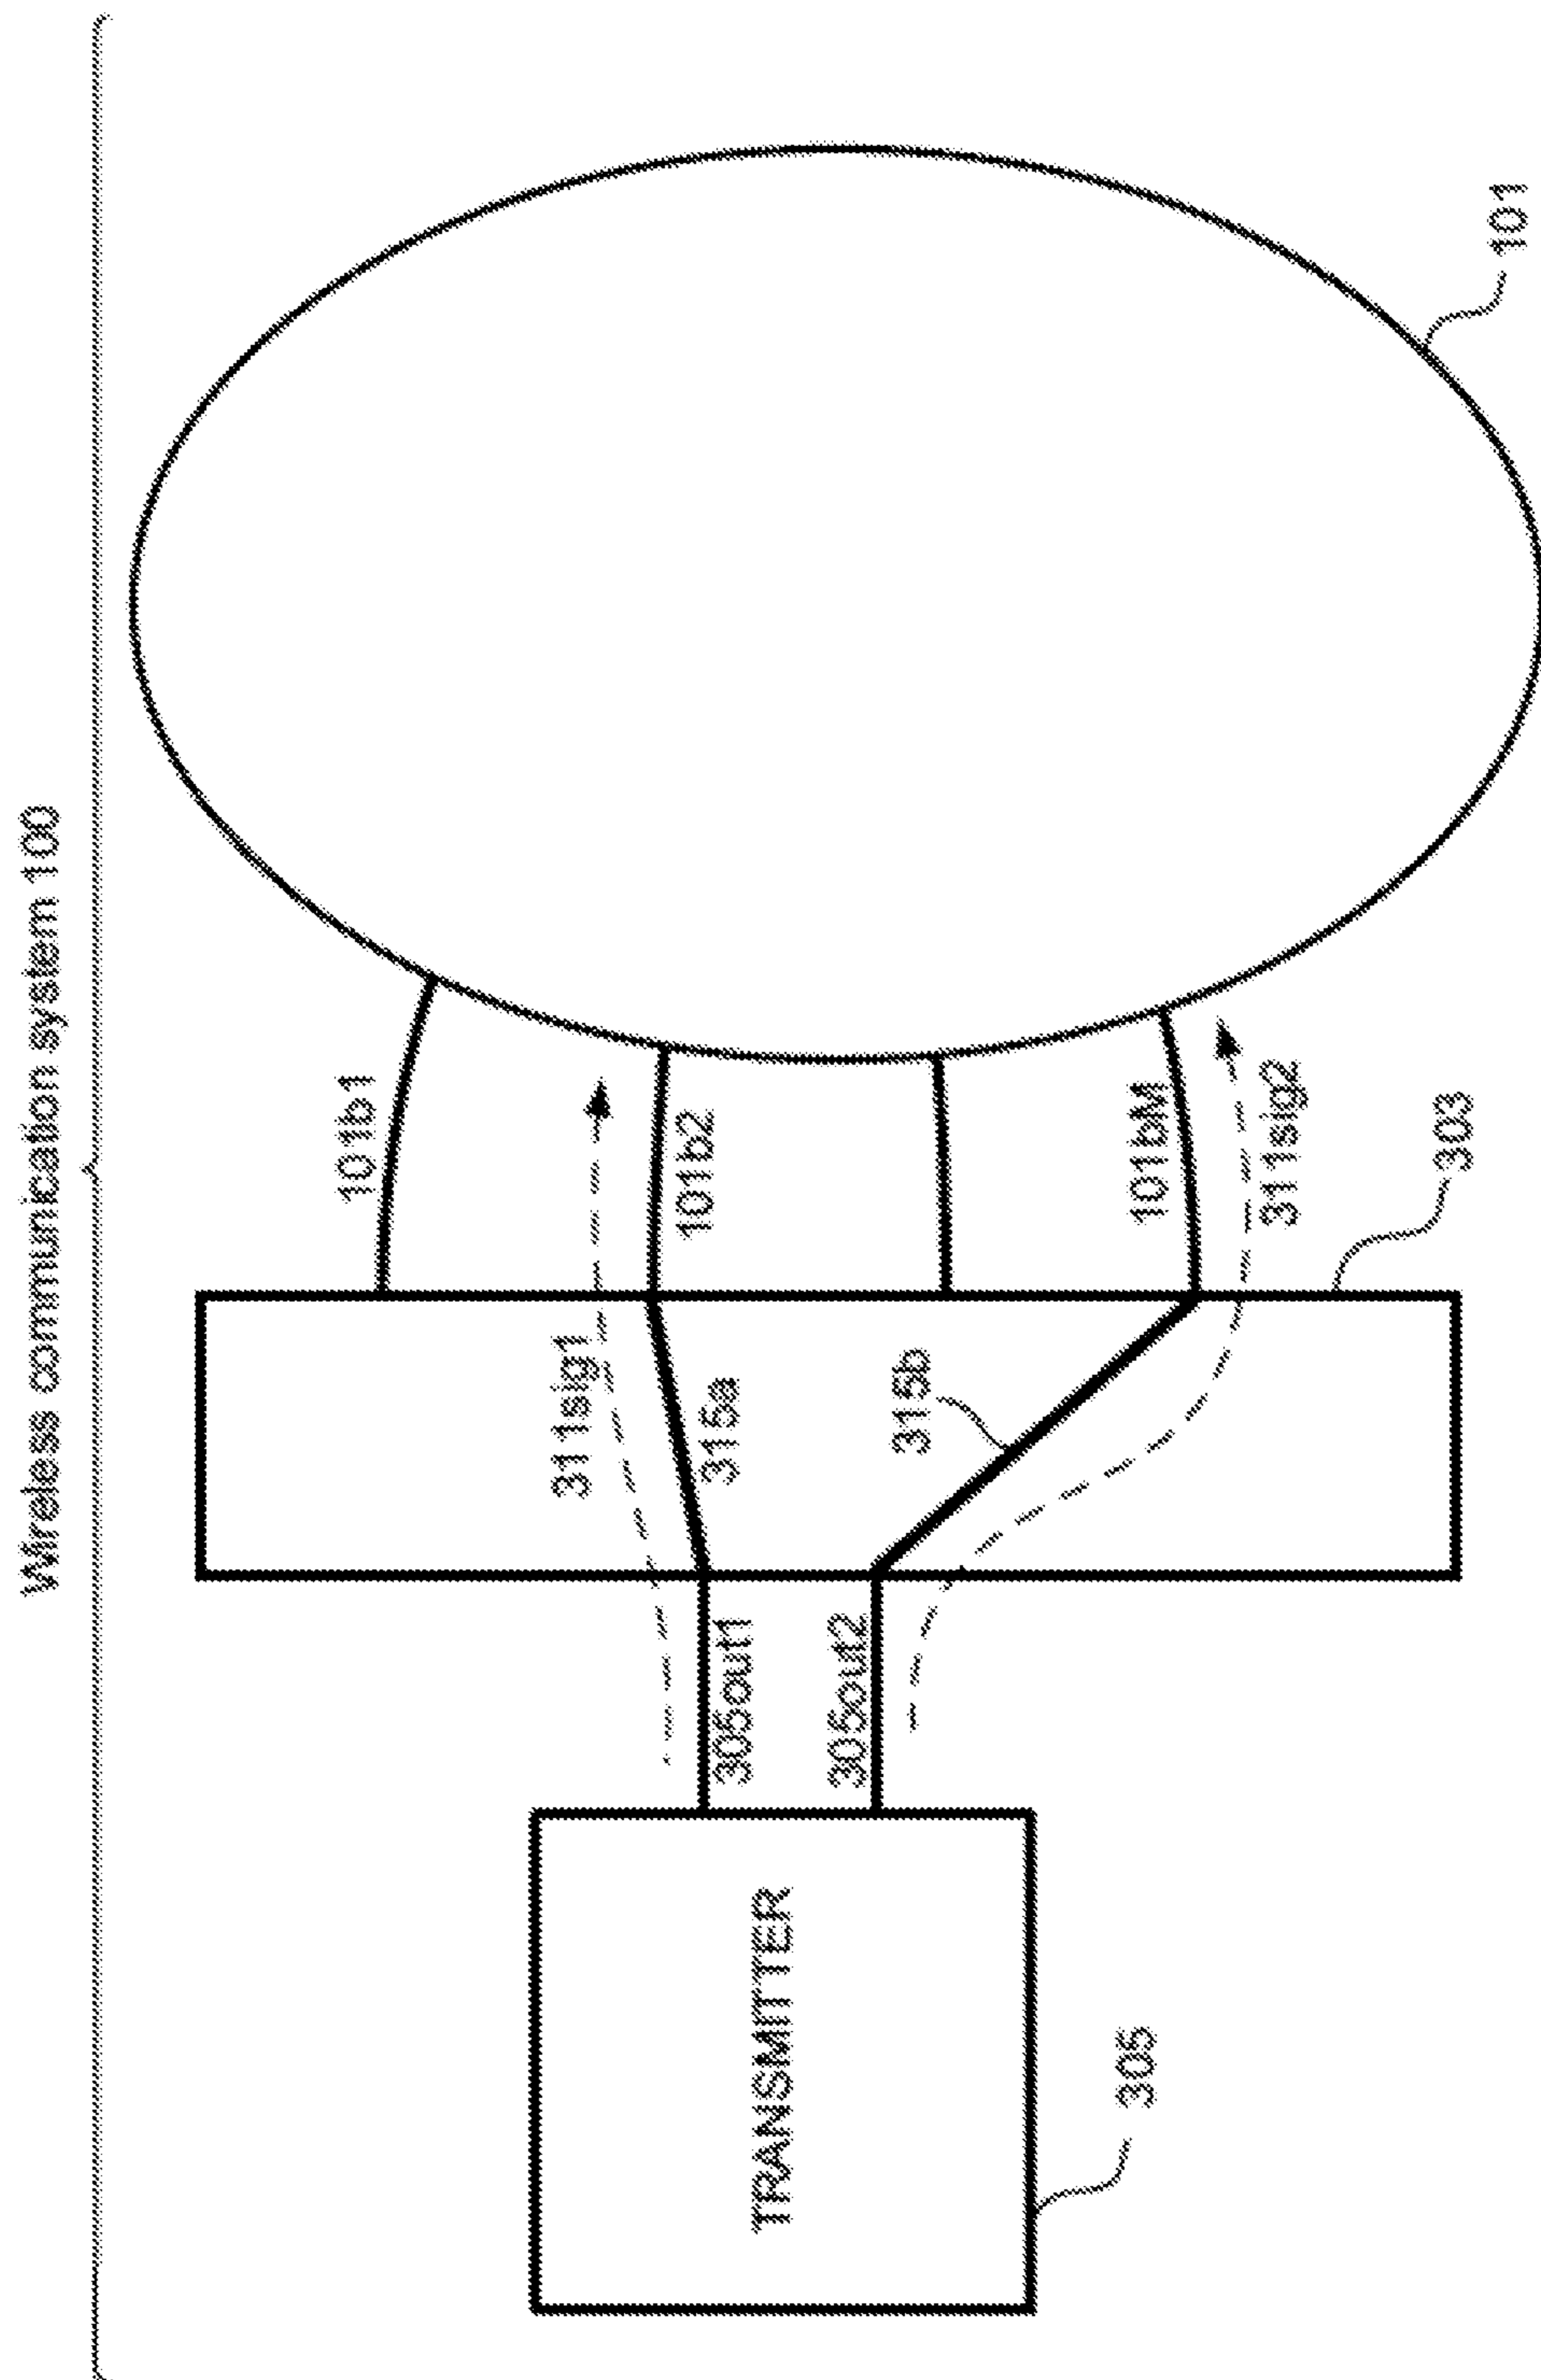 Wireless communication system 100
101b1
311sig1
101b2
315a
305out1
TRANSMITTER
305out2
315b
101bM
311sig2
305
303
101